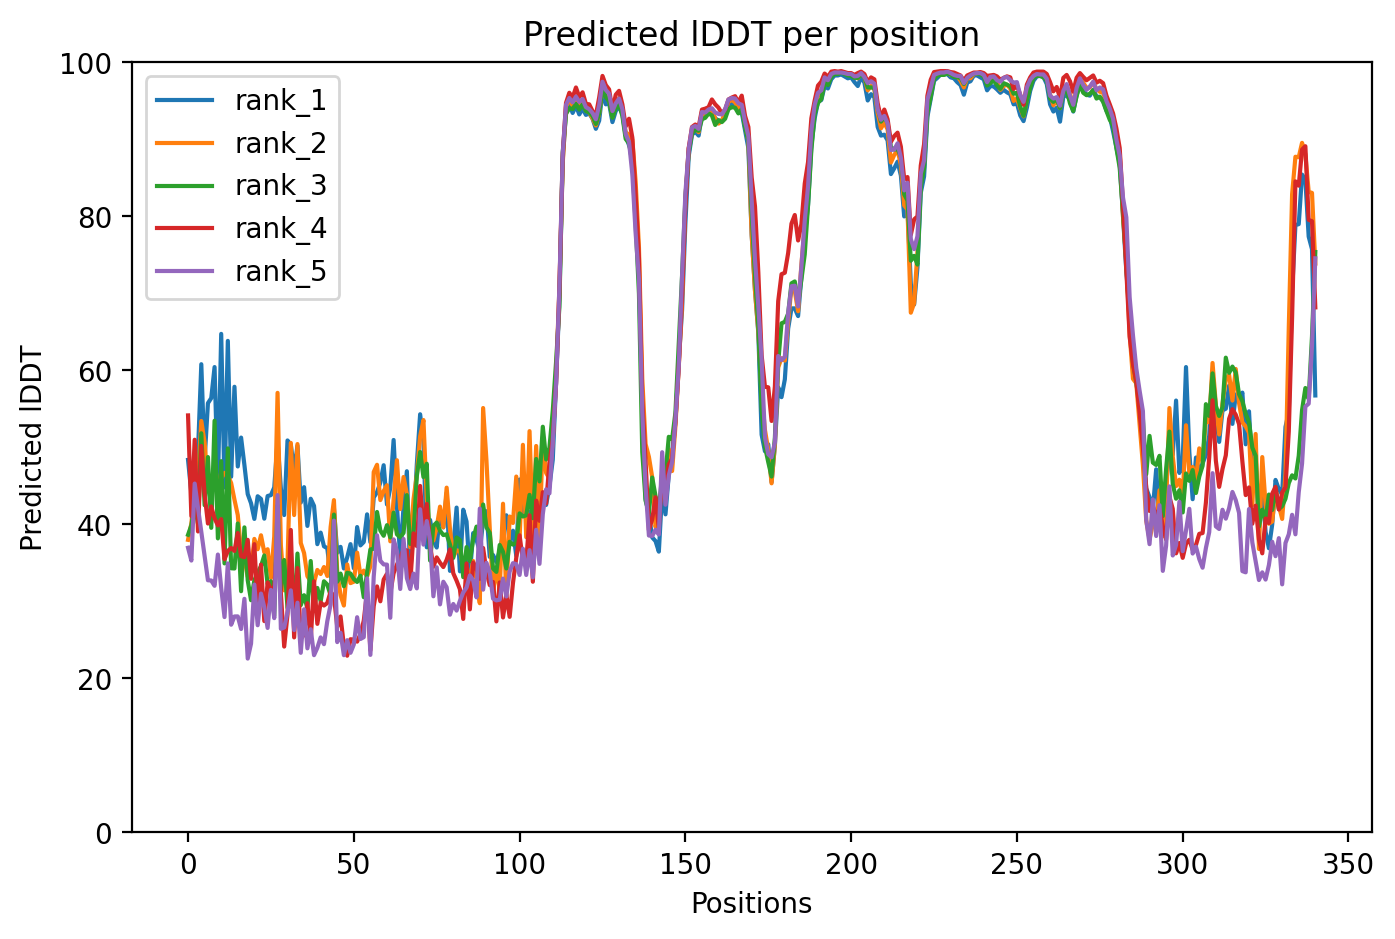 Predicted lDDT per position
100
80
60
40
20
0
Predicted lDDT
rank_1
rank_2
rank_3
rank_4
rank_5
0 50 100 150 200 250 300 350
Positions